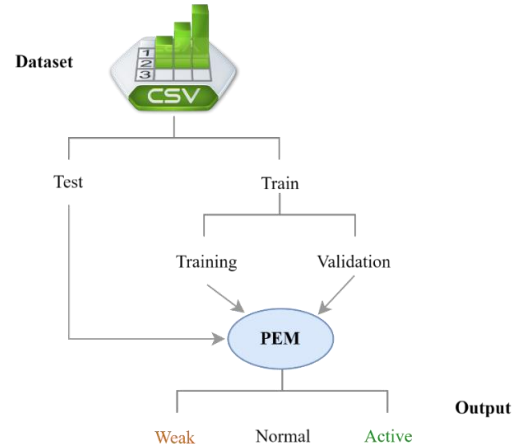 Dataset
1
2
3
CSV
Test
Train
Training
Validation
PEM
Output
Weak
Normal
Active